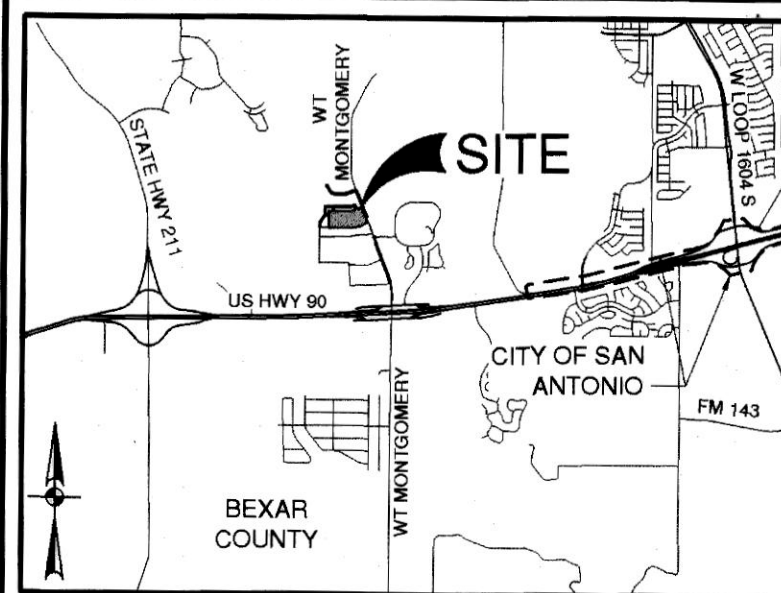 WT
MONTGOMERY
SITE
STATE HWY 211
W LOOP 1604 S
US HWY 90
CITY OF SAN
ANTONIO
FM 143
WT MONTGOMERY
BEXAR
COUNTY